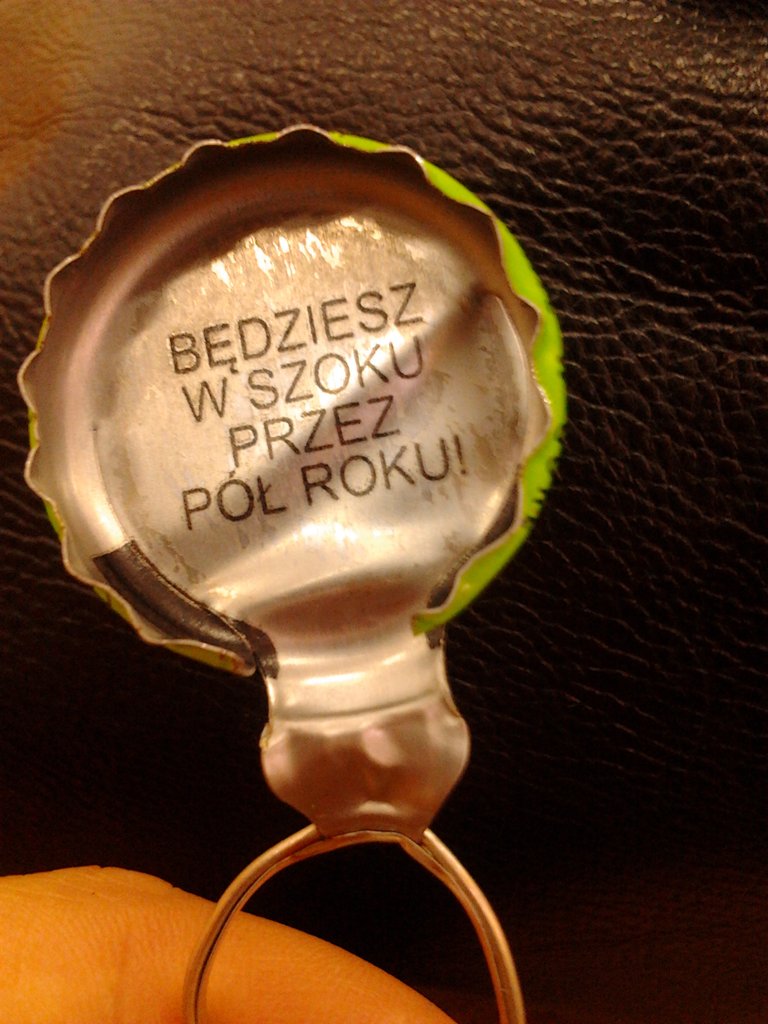 BĘDZIESZ
W SZOKU
PRZEZ
PÓŁ ROKU!